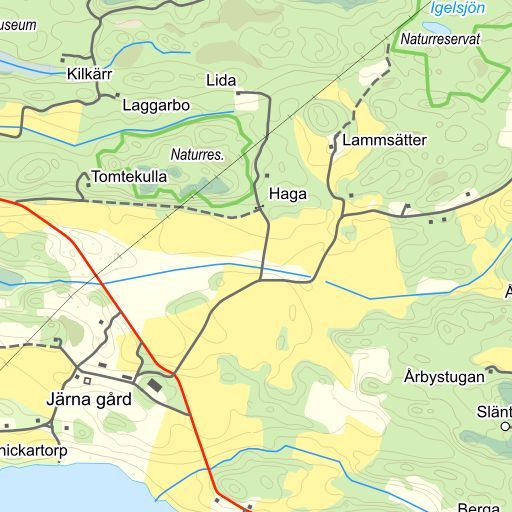 Igelsjön
useum
Naturreservat
Kilkärr
Lida
Laggarbo
Lammsätter
Naturres.
Tomtekulla
Haga
Årbystugan
Järna gård
Slänt
nickartorp
Berga